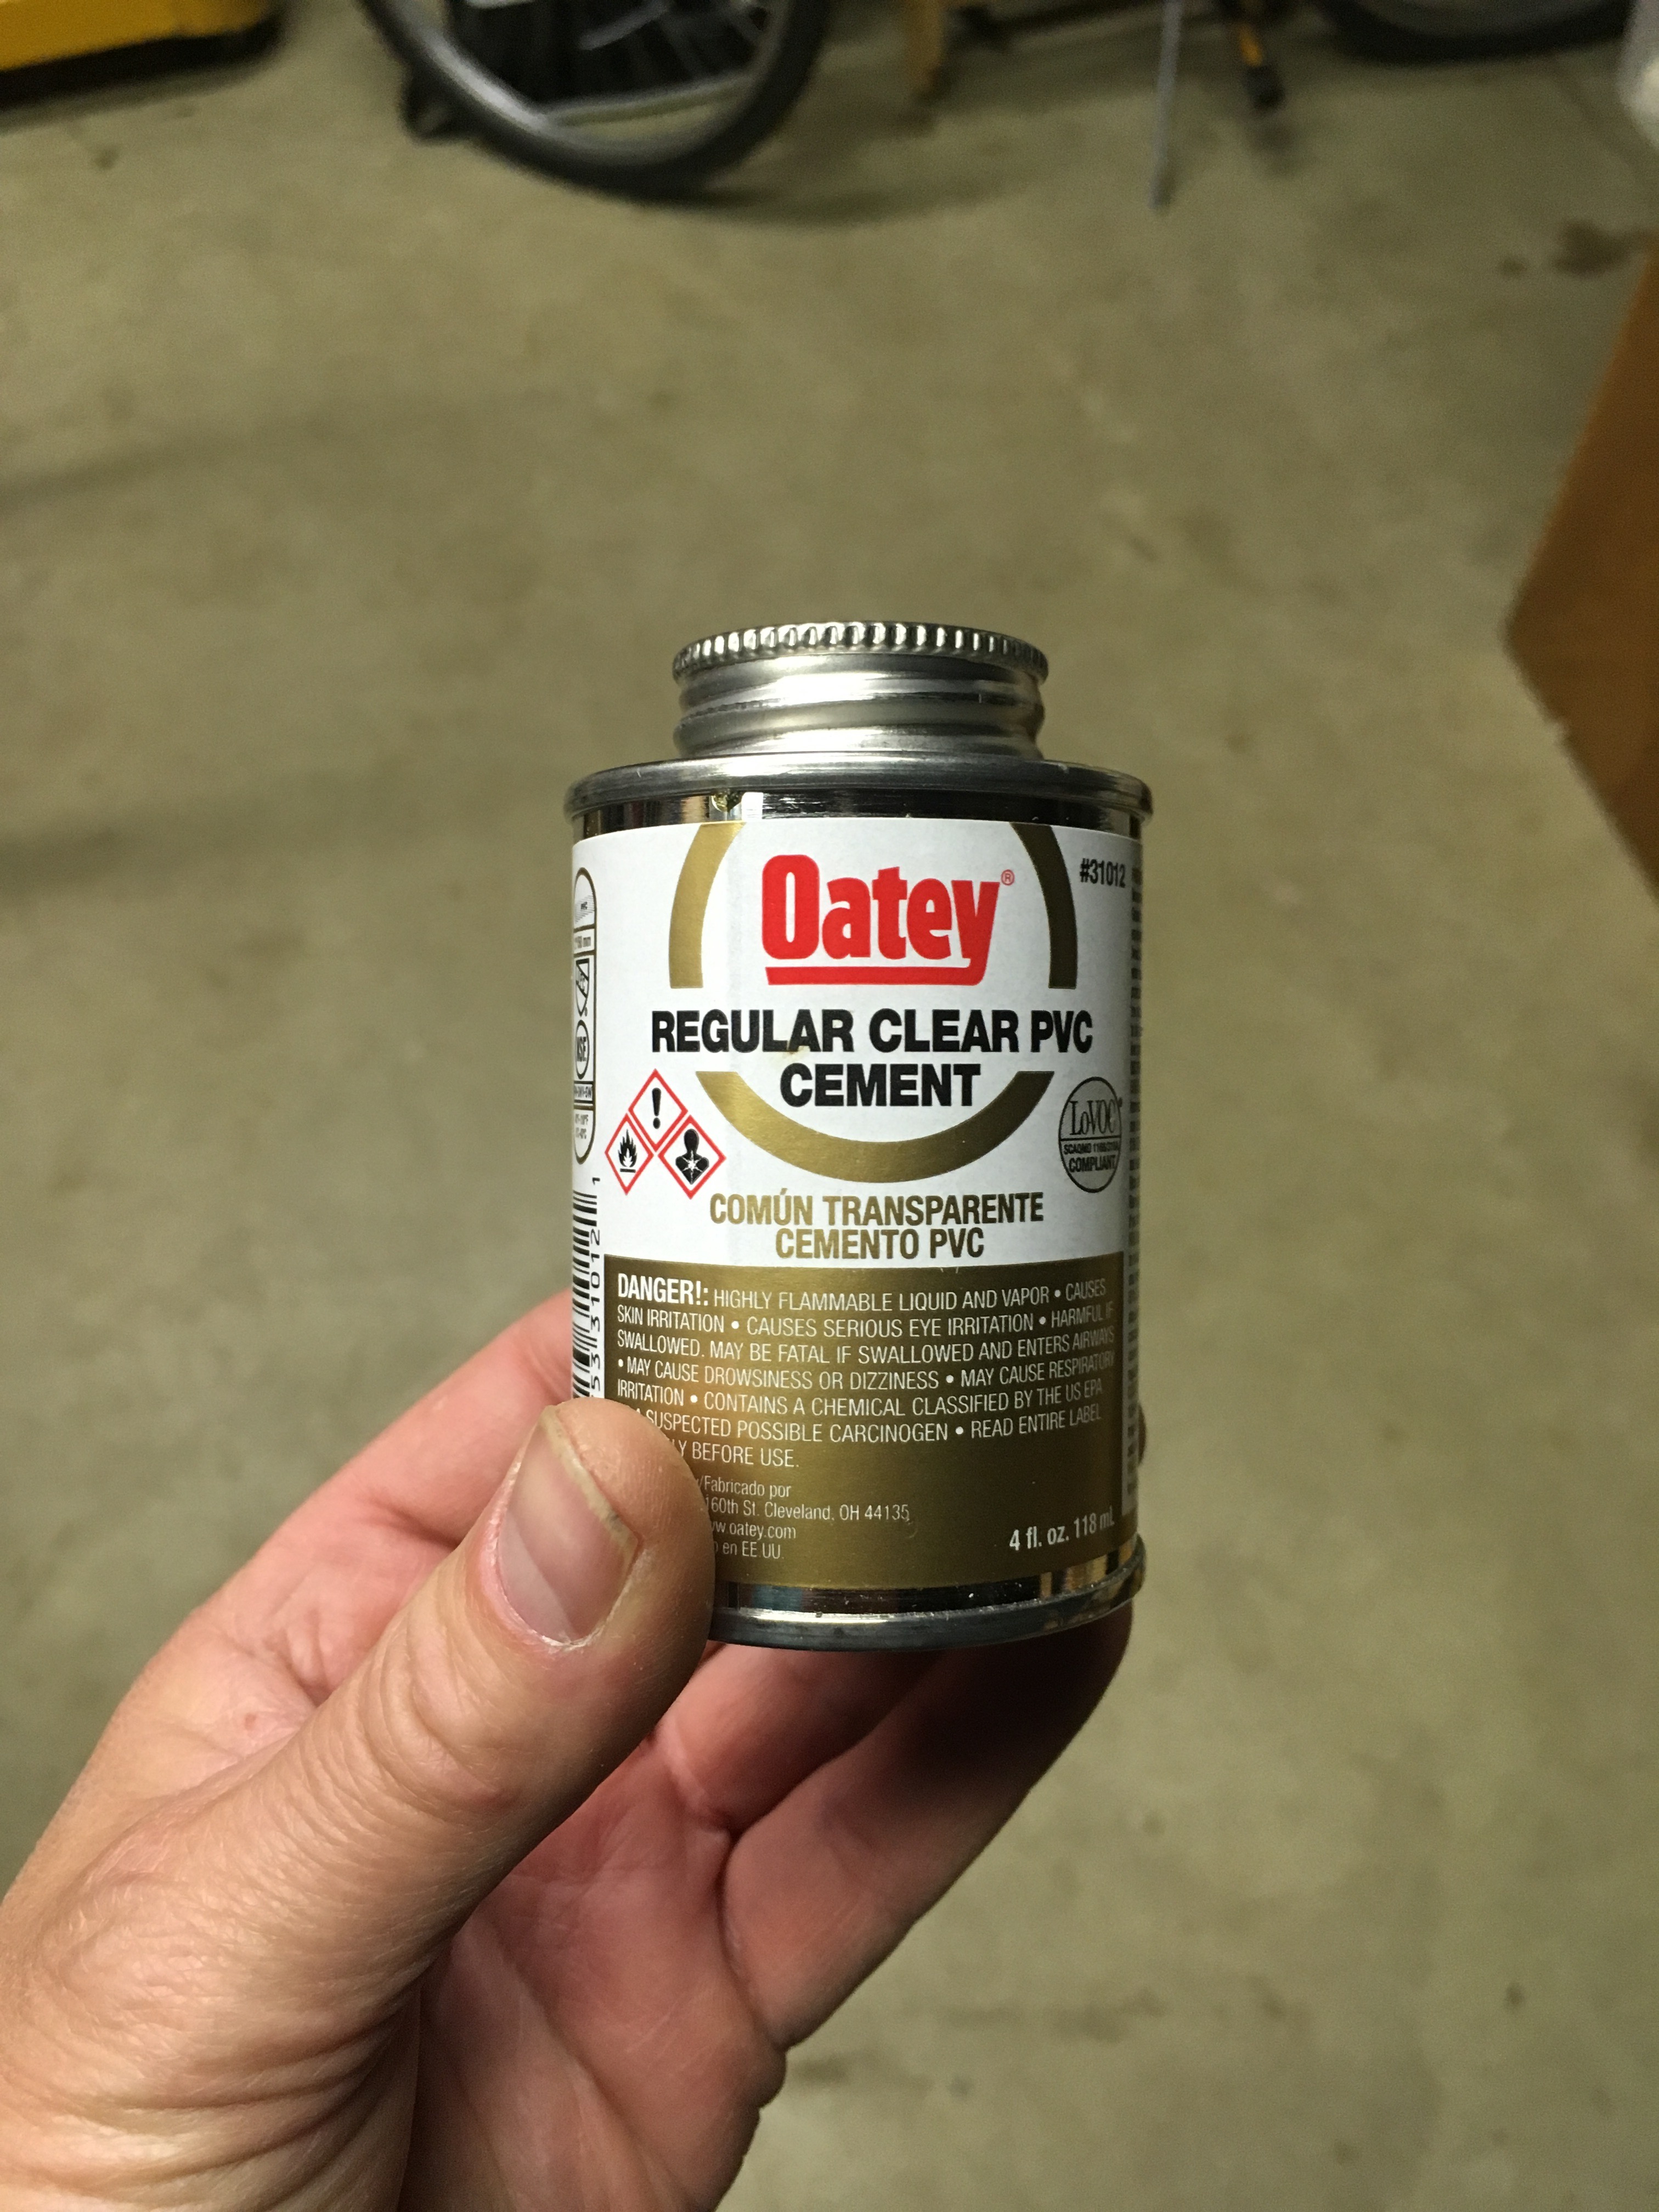 Oatey®
#31012
REGULAR CLEAR PVC
CEMENT
LoVOC
COMPLIANT
COMÚN TRANSPARENTE
CEMENTO PVC
DANGER!: HIGHLY FLAMMABLE LIQUID AND VAPOR • CAUSES
SKIN IRRITATION • CAUSES SERIOUS EYE IRRITATION • HARMFUL IF
SWALLOWED. MAY BE FATAL IF SWALLOWED AND ENTERS AIRWAYS
• MAY CAUSE DROWSINESS OR DIZZINESS • MAY CAUSE RESPIRATORY
IRRITATION • CONTAINS A CHEMICAL CLASSIFIED BY THE US EPA
A SUSPECTED POSSIBLE CARCINOGEN • READ ENTIRE LABEL
BEFORE USE.
/Fabricado por
160th St. Cleveland, OH 44135
oatey.com
en EE UU.
4 fl. oz. 118 mL
53 31012 1